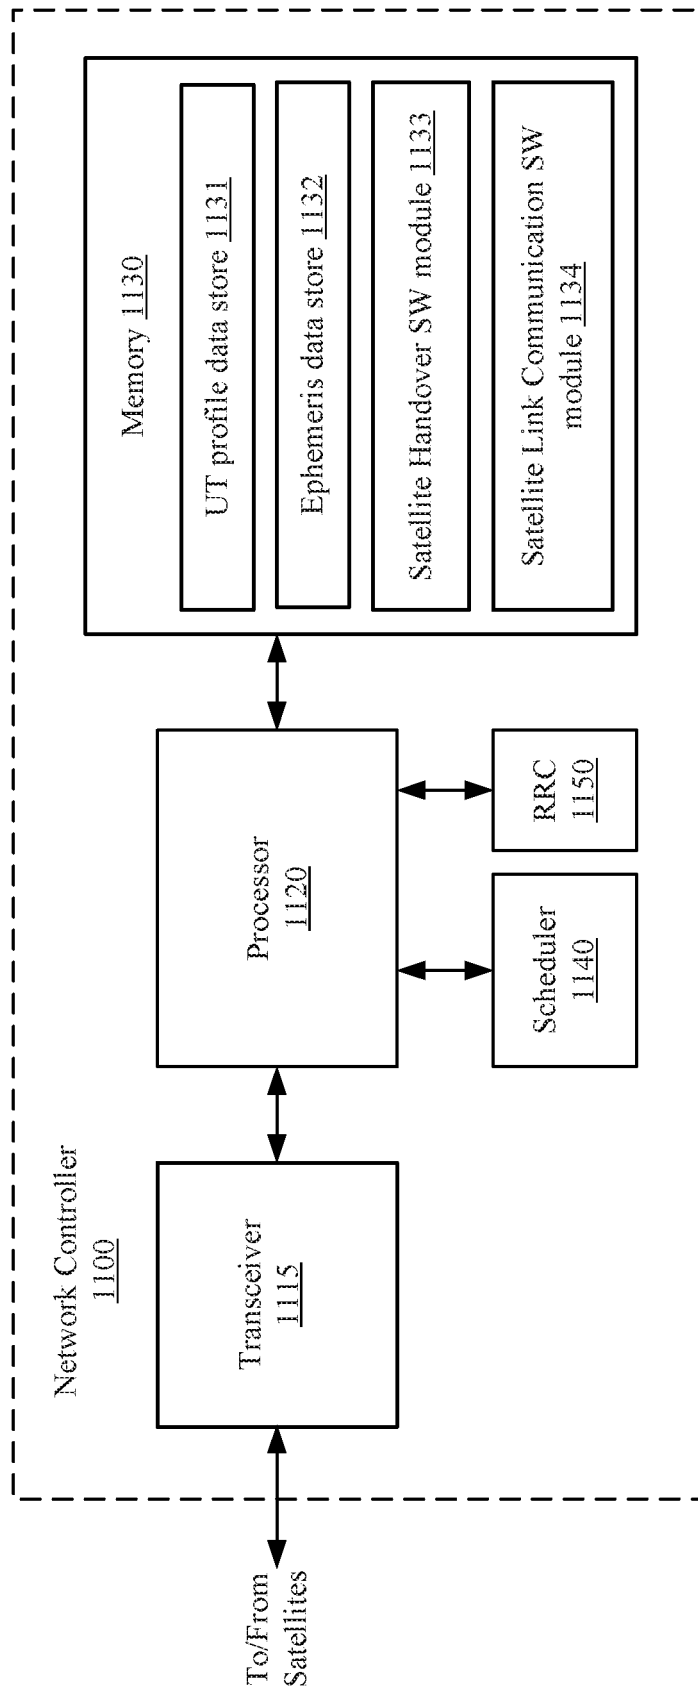 Network Controller
1100
To/From
Satellites
Transceiver
1115
Processor
1120
Scheduler
1140
RRC
1150
Memory 1130
UT profile data store 1131
Ephemeris data store 1132
Satellite Handover SW module 1133
Satellite Link Communication SW
module 1134